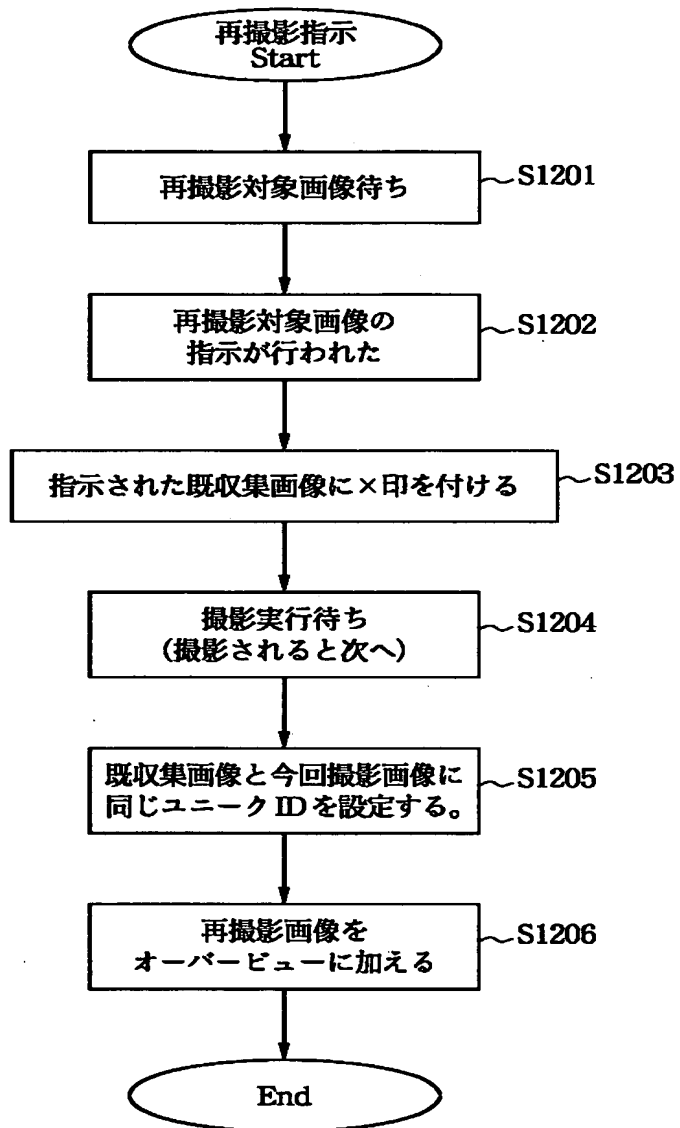 再撮影指示
Start
再撮影対象画像待ち
S1201
再撮影対象画像の
指示が行われた
S1202
指示された既収集画像に×印を付ける
S1203
撮影実行待ち
(撮影されると次へ)
S1204
既収集画像と今回撮影画像に
同じユニークIDを設定する。
S1205
再撮影画像を
オーバービューに加える
S1206
End